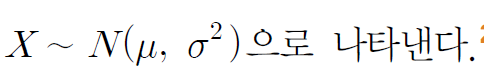 X ~ N(μ, σ²)으로 나타낸다.